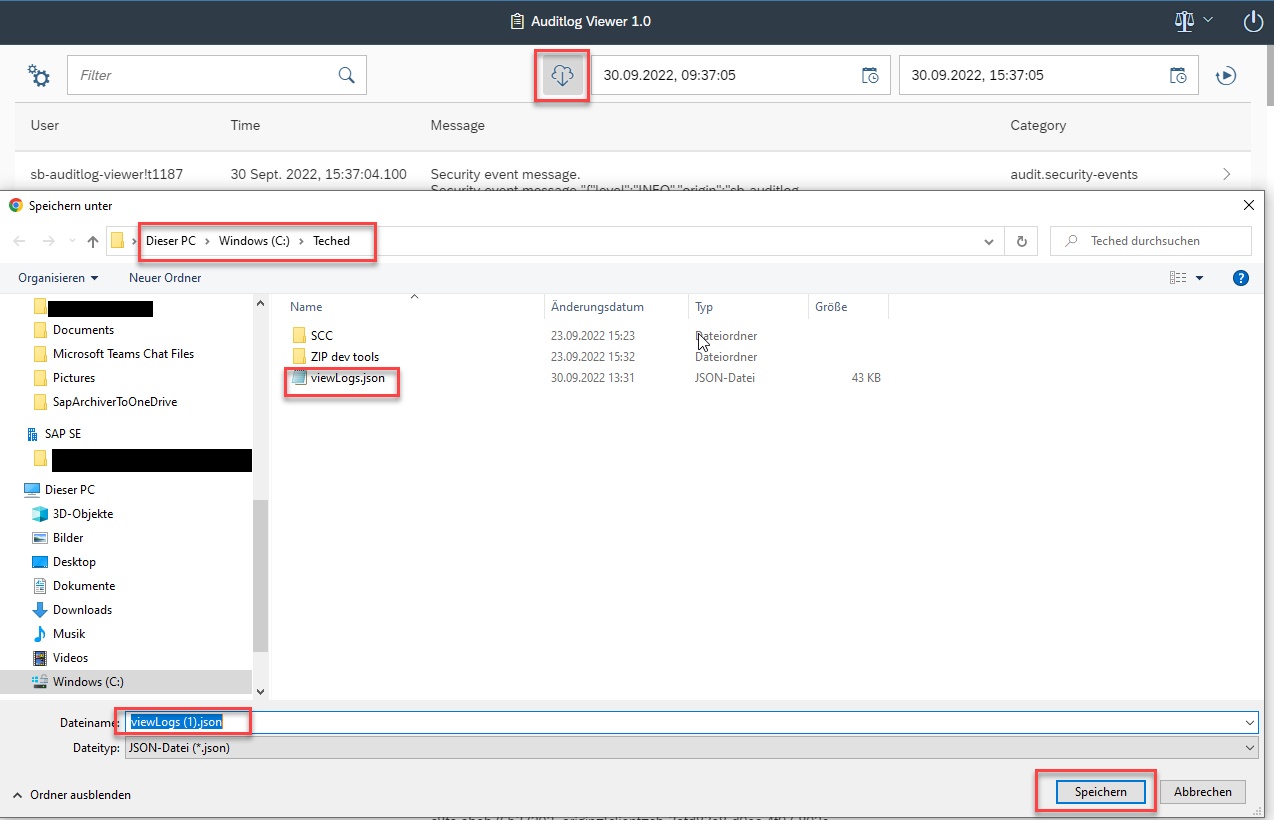 Auditlog Viewer 1.0
Filter
30.09.2022, 09:37:05
30.09.2022, 15:37:05
User Time Message Category
sb-auditlog-viewer!t1187 30 Sept. 2022, 15:37:04.100 Security event message. audit.security-events
Security event message "{"level":"INFO","origin":"sb-auditlog
Speichern unter
Dieser PC > Windows (C:) > Teched
Teched durchsuchen
Organisieren Neuer Ordner
Name Änderungsdatum Typ Größe
SCC 23.09.2022 15:23 Dateiordner
ZIP dev tools 23.09.2022 15:32 Dateiordner
viewLogs.json 30.09.2022 13:31 JSON-Datei 43 KB
Documents
Microsoft Teams Chat Files
Pictures
SapArchiverToOneDrive
SAP SE
Dieser PC
3D-Objekte
Bilder
Desktop
Dokumente
Downloads
Musik
Videos
Windows (C:)
Dateiname: viewLogs (1).json
Dateityp: JSON-Datei (*.json)
Ordner ausblenden
Speichern
Abbrechen